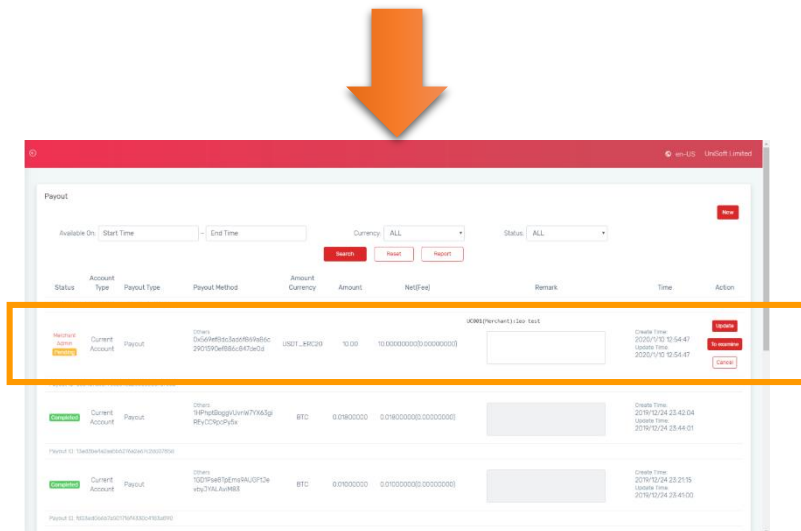 en-US UniSoft Limited
Payout
New
Available On: Start Time – End Time Currency: ALL Status: ALL
Search Reset Report
Status Account Type Payout Type Payout Method Amount Currency Amount Net(Fee) Remark Time Action
UC001(Merchant):leo test
Merchant Admin
Pending
Current Account
Payout
Others
USDT_ERC20
10.00
10.00000000(0.00000000)
Create Time:
2020/1/10 12:54:47
Update Time:
2020/1/10 12:54:47
Update
To examine
Cancel
Completed
Current Account
Payout
Others
BTC
0.01800000
0.01800000(0.00000000)
Create Time:
2019/12/24 23:42:04
Update Time:
2019/12/24 23:44:01
Payout ID:
Completed
Current Account
Payout
Others
BTC
0.01000000
0.01000000(0.00000000)
Create Time:
2019/12/24 23:21:15
Update Time:
2019/12/24 23:41:00
Payout ID: